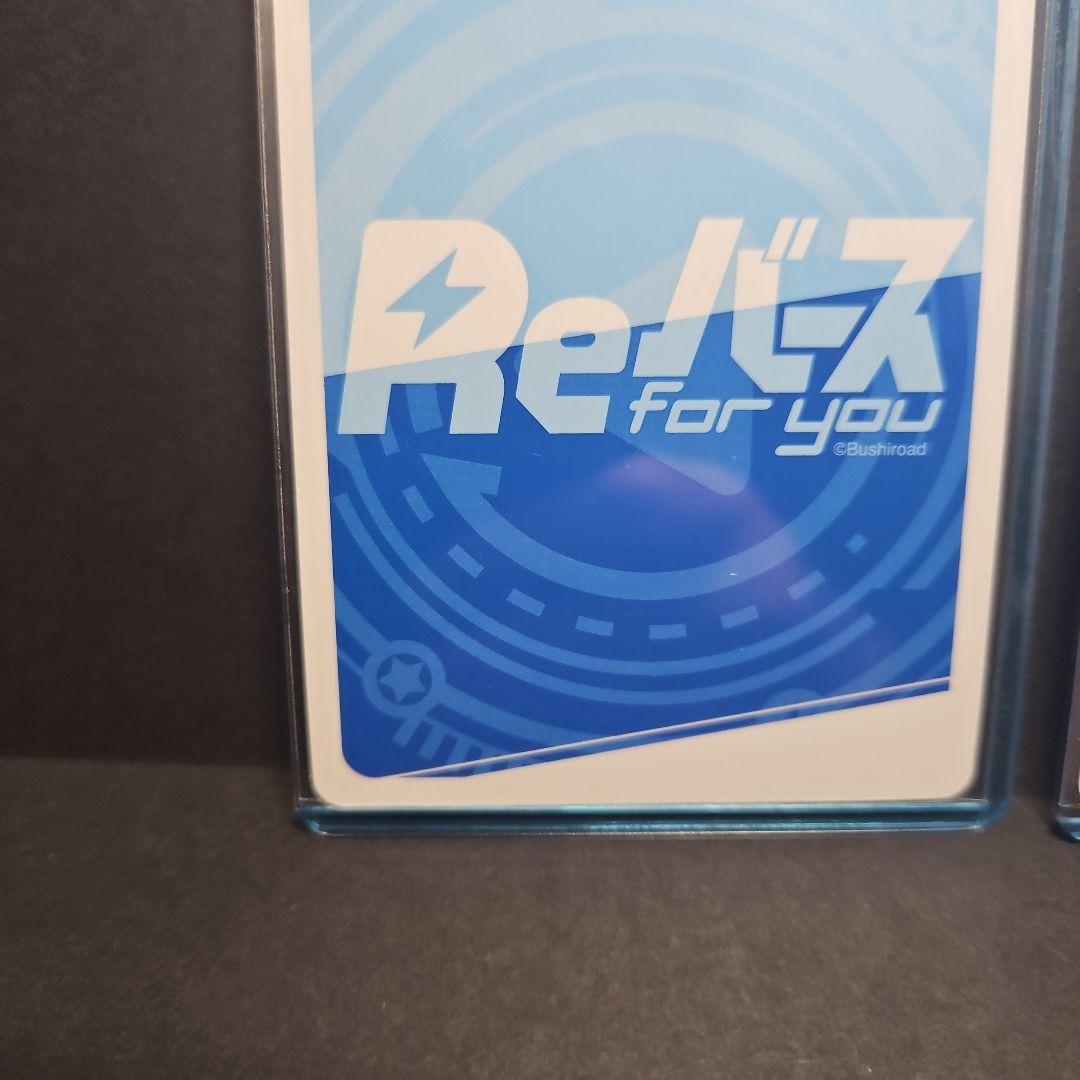 Reバース
for you
©Bushiroad